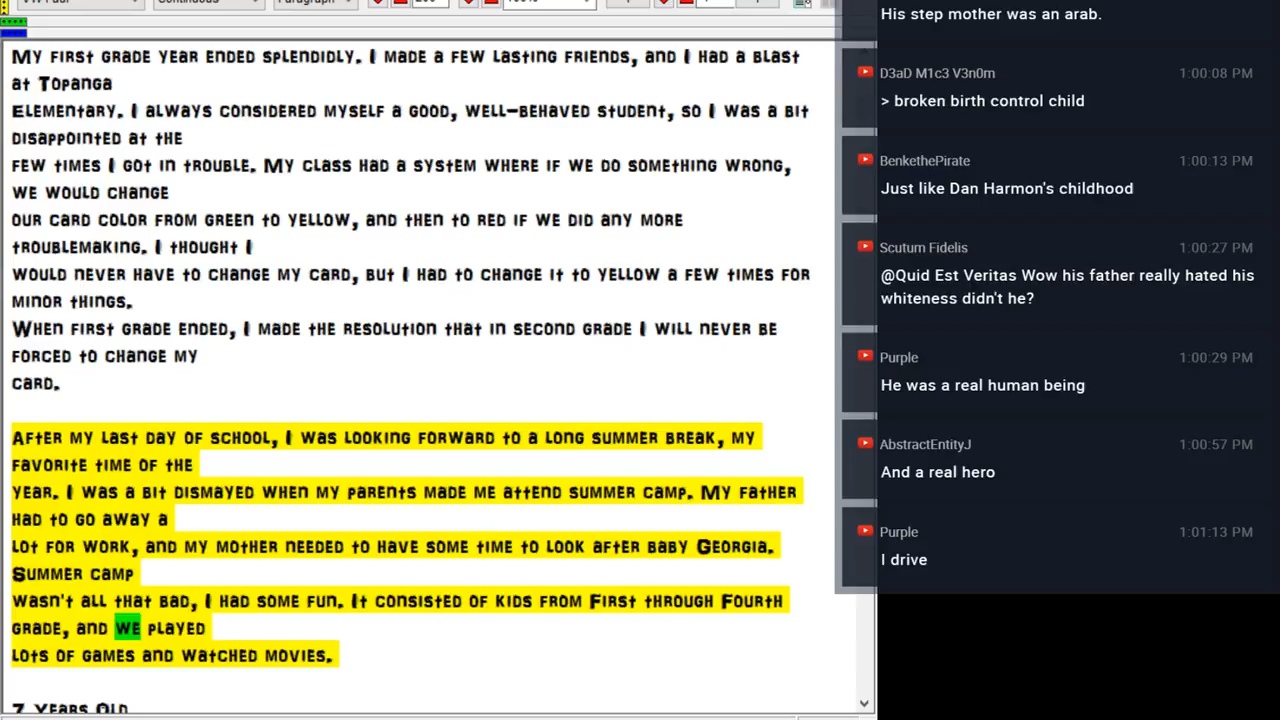 VW Paul
Continuous
Paragraph
200
100%
My first grade year ended splendidly. I made a few lasting friends, and I had a blast
at Topanga
Elementary. I always considered myself a good, well-behaved student, so I was a bit
disappointed at the
few times I got in trouble. My class had a system where if we do something wrong,
we would change
our card color from green to yellow, and then to red if we did any more
troublemaking. I thought I
would never have to change my card, but I had to change it to yellow a few times for
minor things.
When first grade ended, I made the resolution that in second grade I will never be
forced to change my
card.
After my last day of school, I was looking forward to a long summer break, my
favorite time of the
year. I was a bit dismayed when my parents made me attend summer camp. My father
had to go away a
lot for work, and my mother needed to have some time to look after baby Georgia.
Summer camp
wasn't all that bad, I had some fun. It consisted of kids from First through Fourth
grade, and we played
lots of games and watched movies.
7 Years Old
His step mother was an arab.
D3aD M1c3 V3n0m 1:00:08 PM
> broken birth control child
BenkethePirate 1:00:13 PM
Just like Dan Harmon's childhood
Scutum Fidelis 1:00:27 PM
@Quid Est Veritas Wow his father really hated his
whiteness didn't he?
Purple 1:00:29 PM
He was a real human being
AbstractEntityJ 1:00:57 PM
And a real hero
Purple 1:01:13 PM
I drive